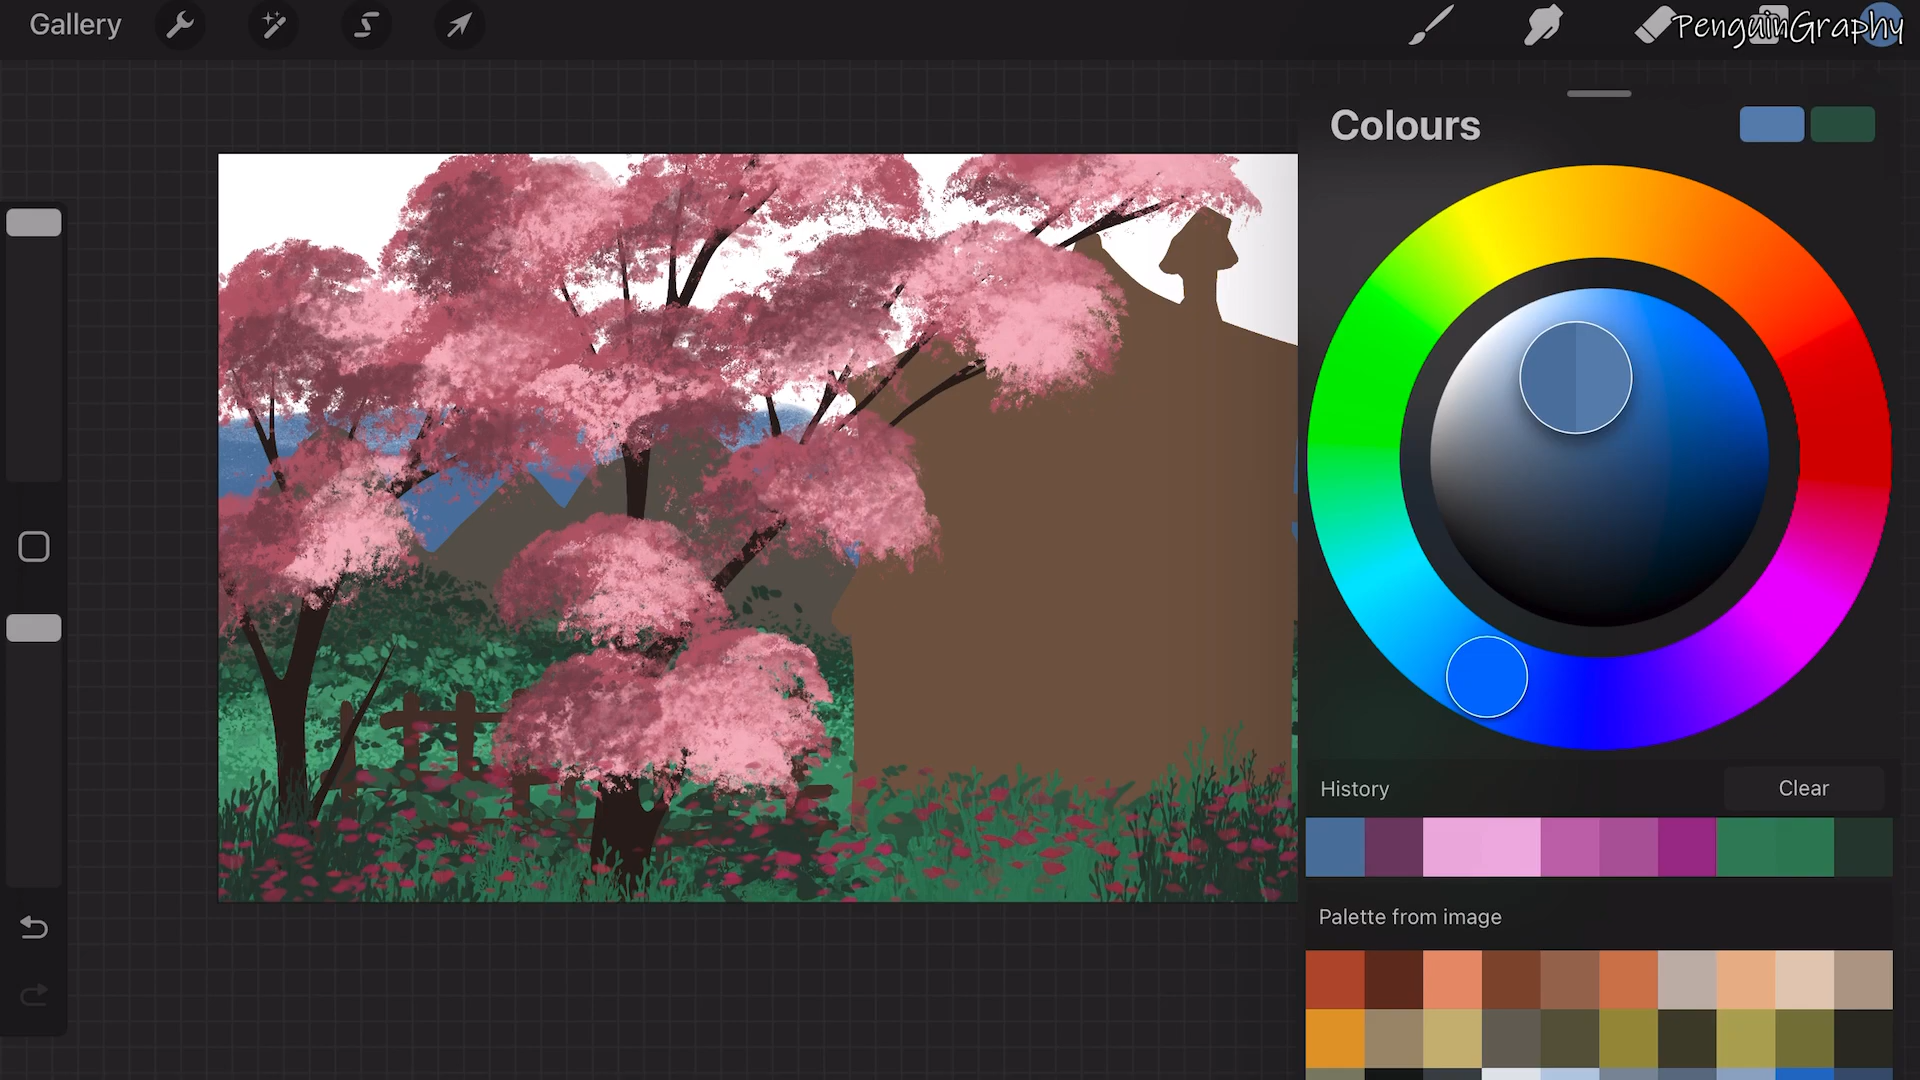 Gallery
PenguinGraphy
Colours
History
Clear
Palette from image